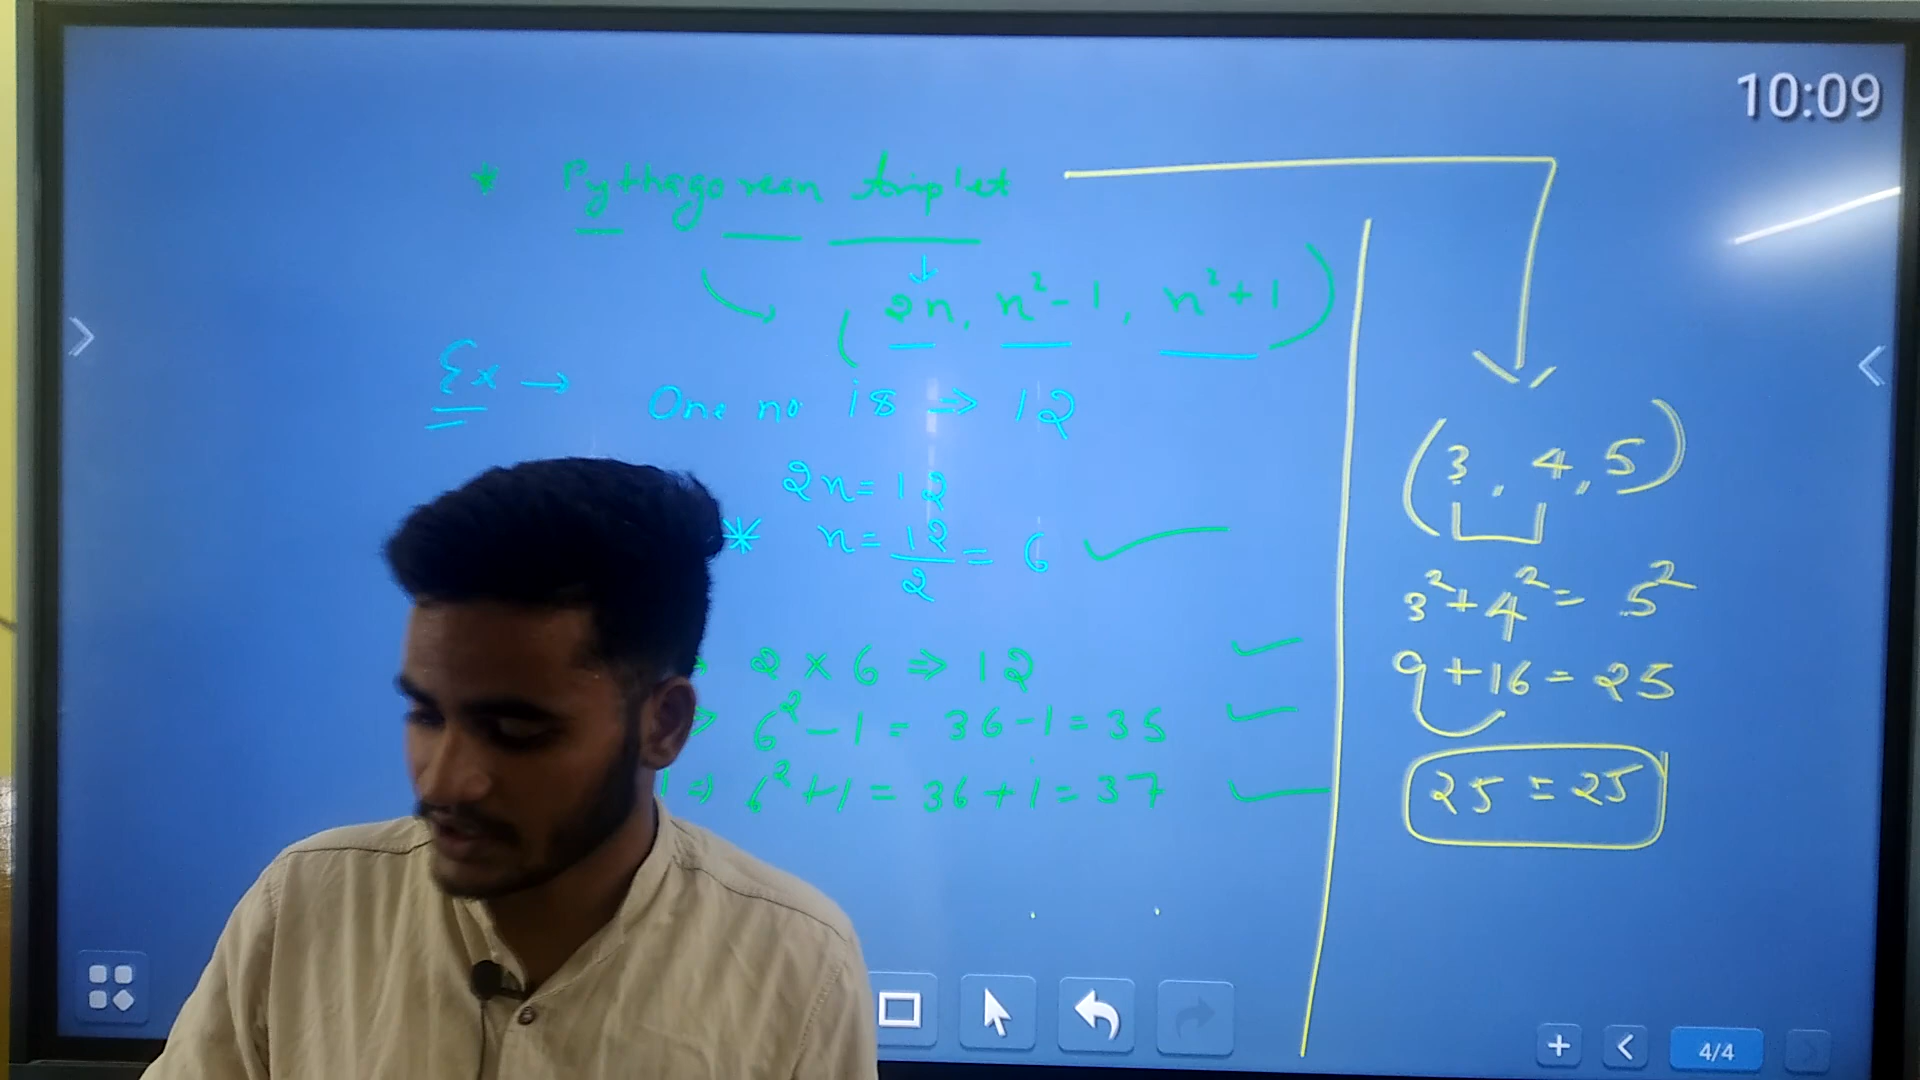 10:09
* Pythagorean triplet
(2n, n²-1, n²+1)
Ex → One no is ⇒ 12
2n=12
* n=12/2=6
2×6⇒12
6²-1=36-1=35
1⇒6²+1=36+1=37
(3,4,5)
3²+4²=5²
9+16=25
25=25
4/4